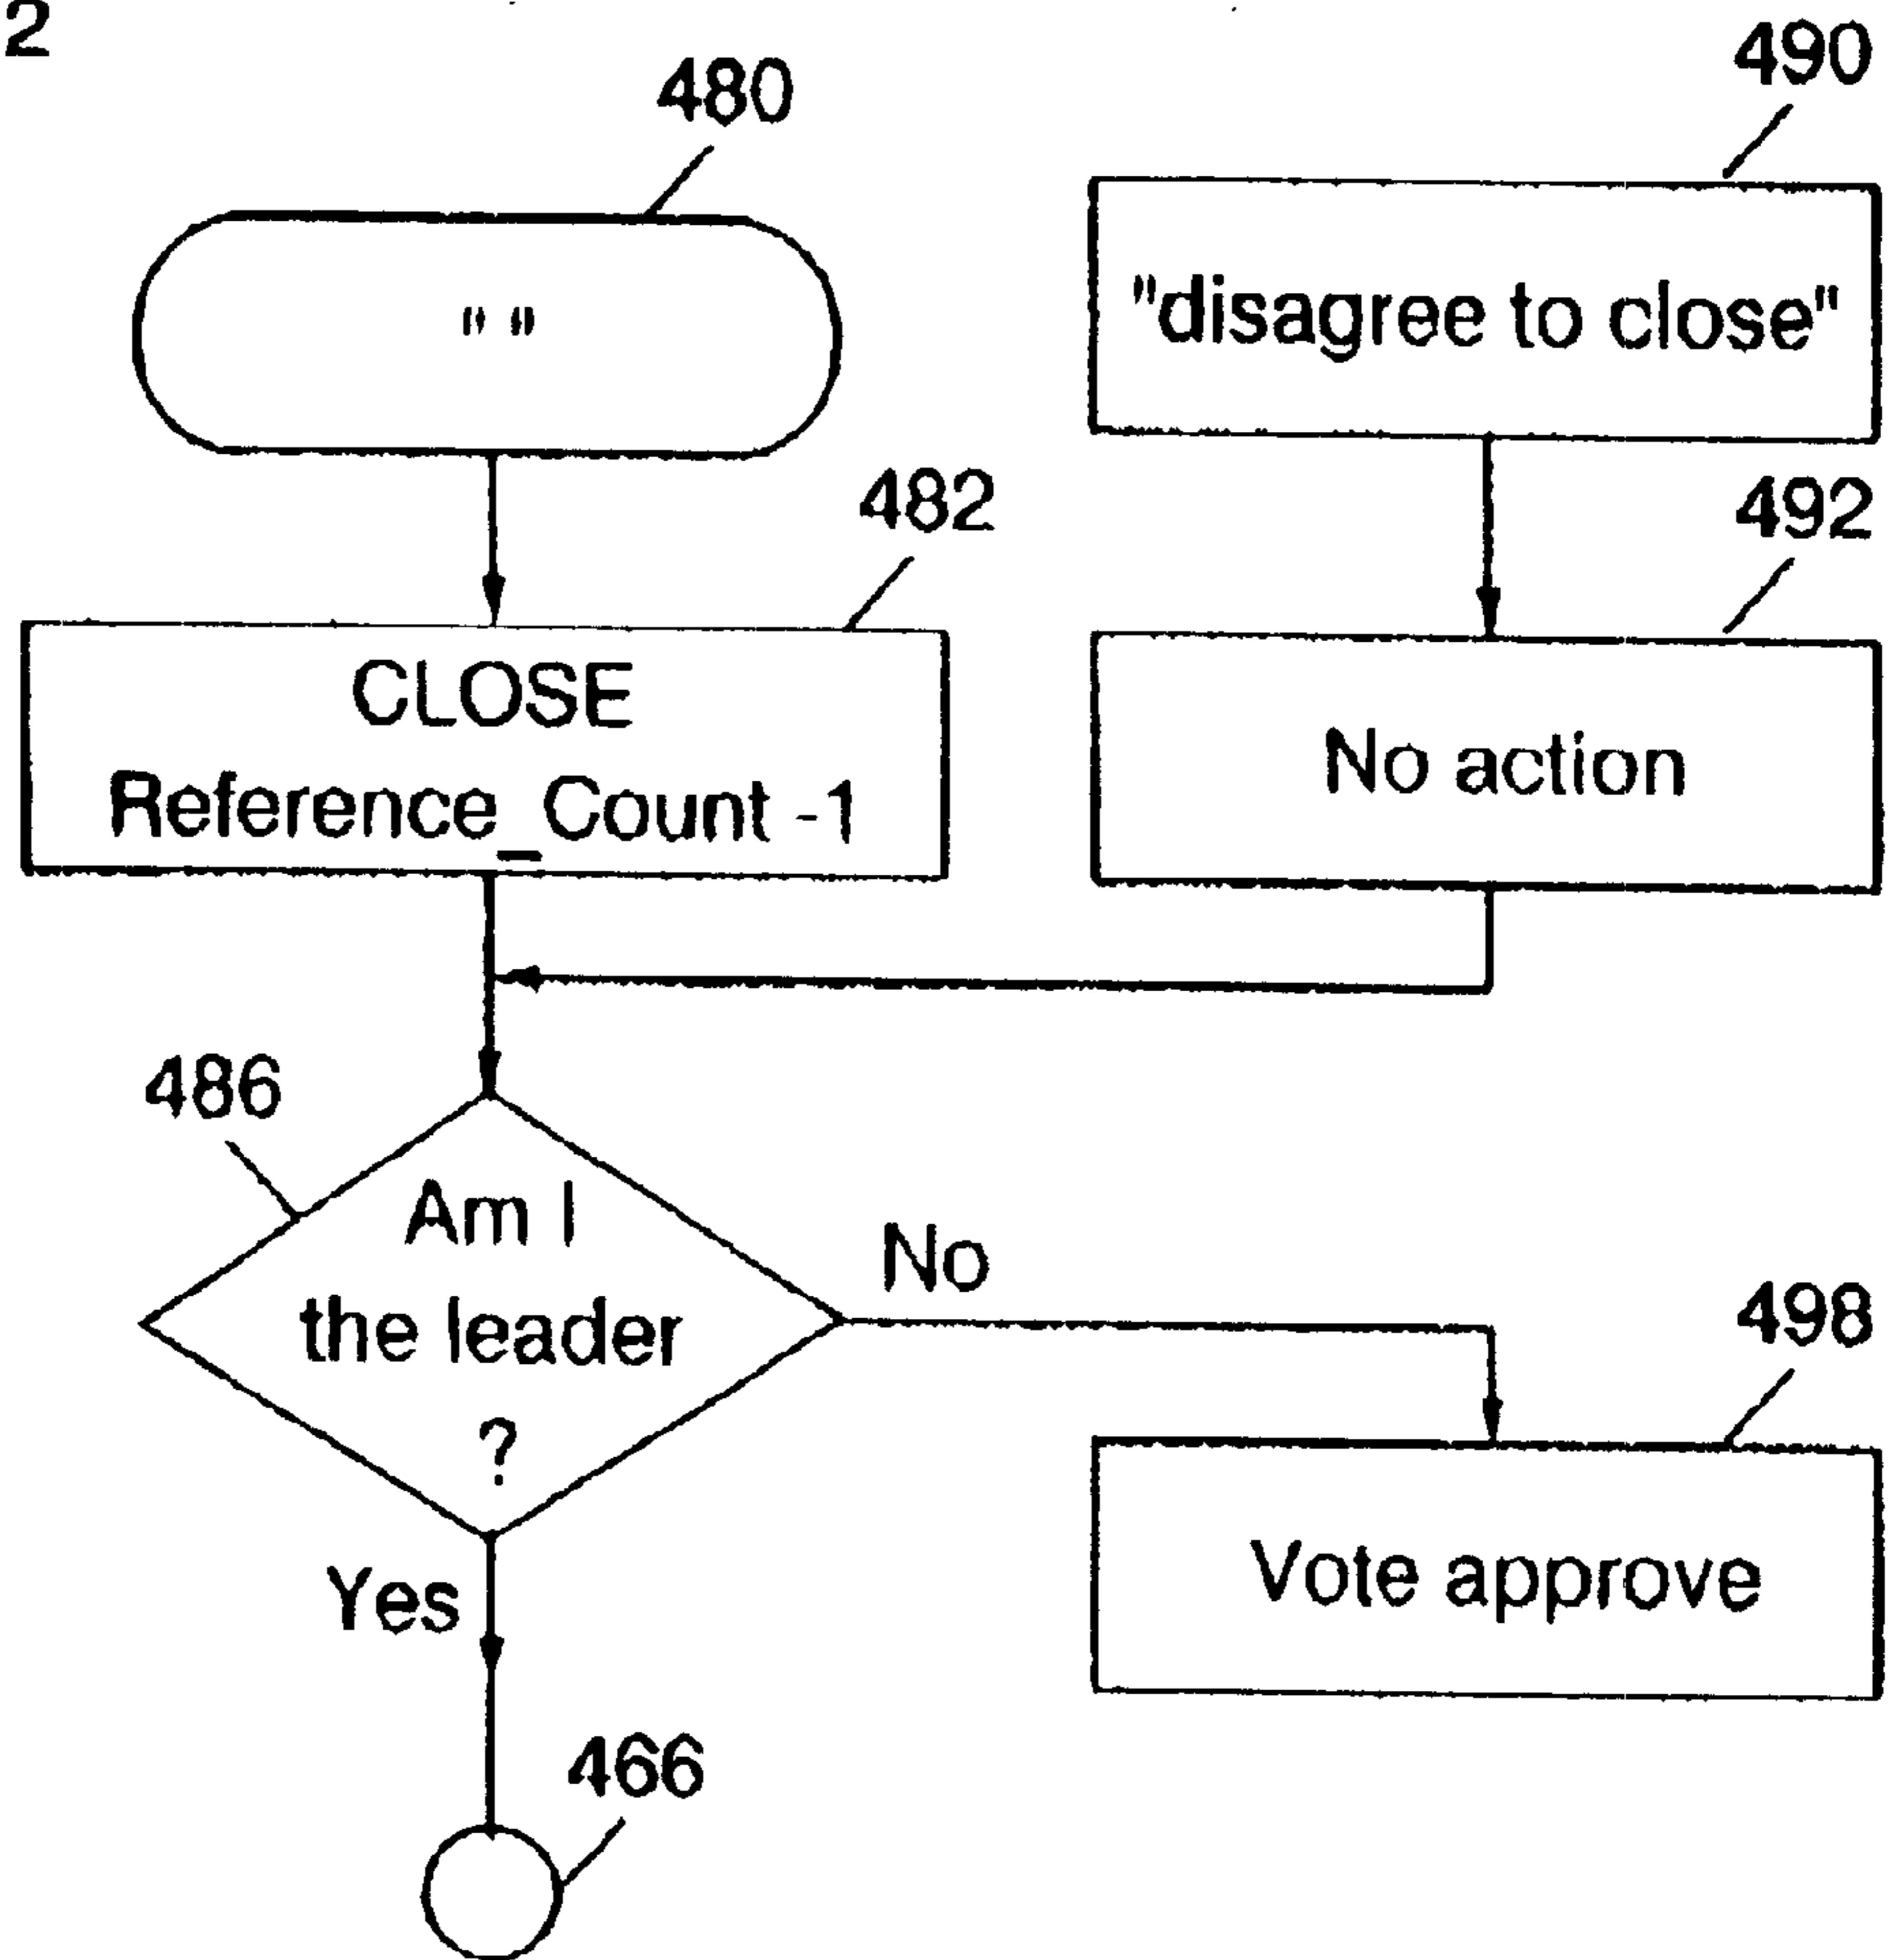 2
480
" "
490
"disagree to close"
482
CLOSE
Reference_Count -1
492
No action
486
Am I
the leader
?
No
Yes
498
Vote approve
466